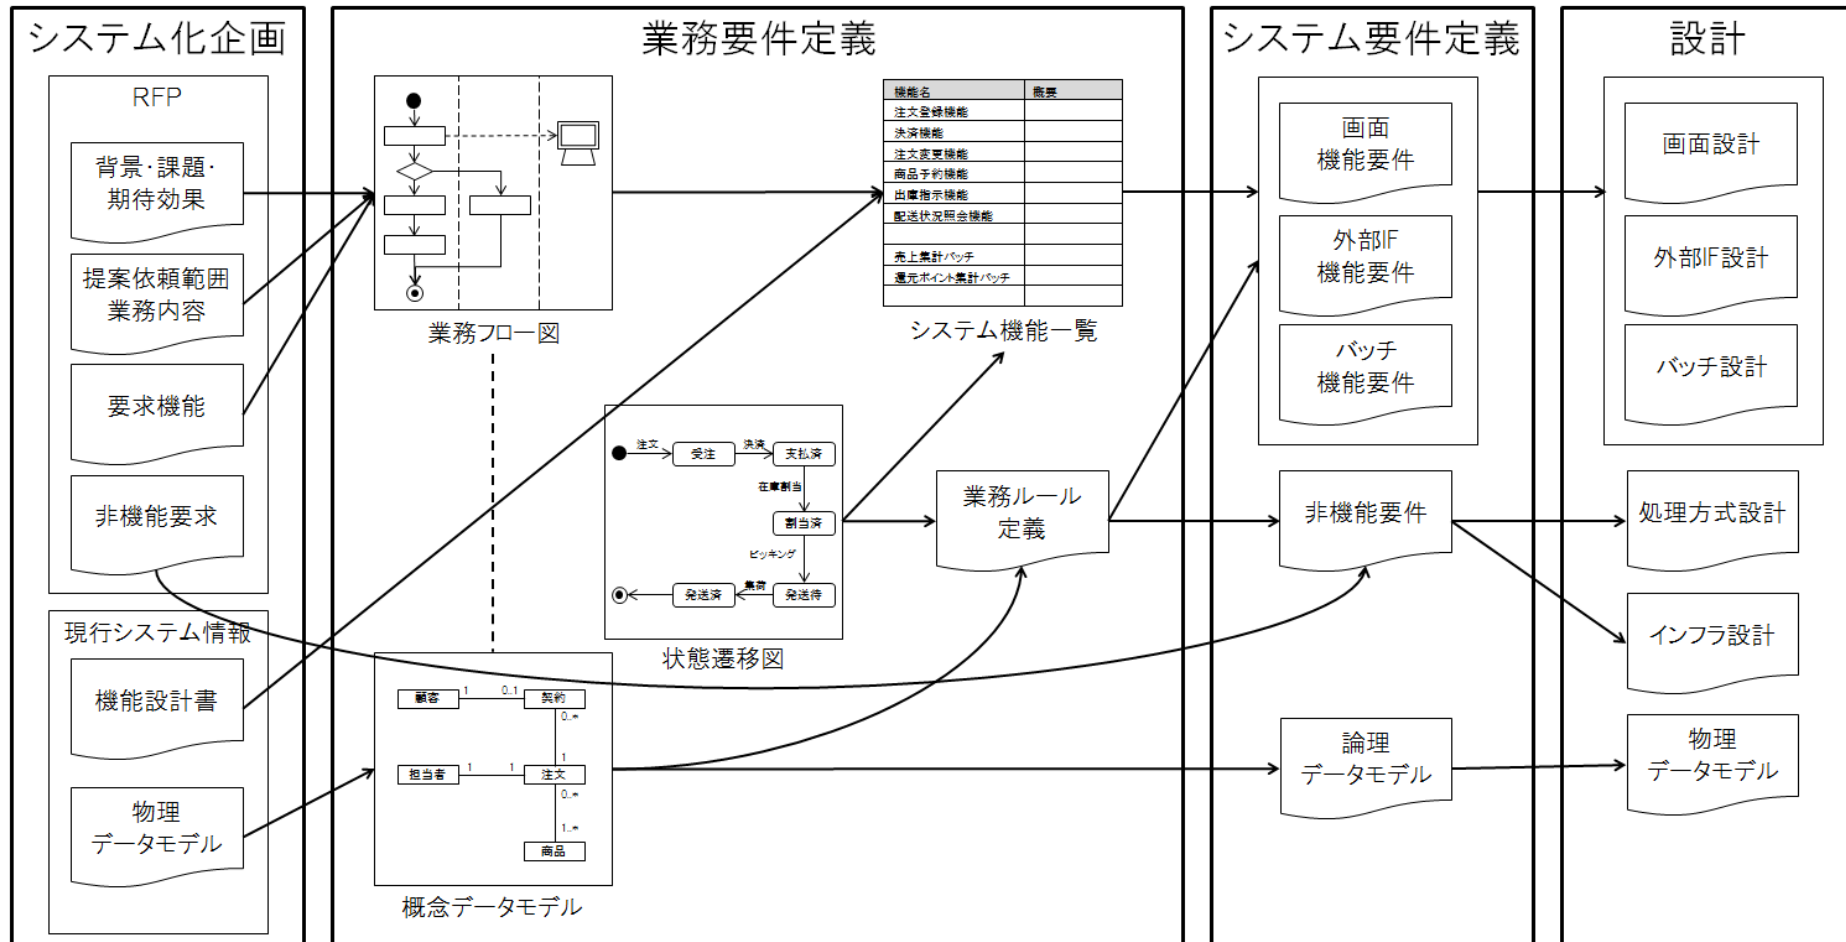 システム化企画
RFP
背景・課題・
期待効果
提案依頼範囲
業務内容
要求機能
非機能要求
現行システム情報
機能設計書
物理
データモデル
業務要件定義
業務フロー図
機能名 概要
注文登録機能
決済機能
注文変更機能
商品予約機能
出庫指示機能
配送状況照会機能
売上集計バッチ
還元ポイント集計バッチ
システム機能一覧
注文
受注
決済
支払済
在庫割当
割当済
ピッキング
発送済
集荷
発送待
状態遷移図
業務ルール
定義
顧客
1
0..1
契約
0..*
1
担当者
1
1
注文
0..*
1..*
商品
概念データモデル
システム要件定義
画面
機能要件
外部IF
機能要件
バッチ
機能要件
非機能要件
論理
データモデル
設計
画面設計
外部IF設計
バッチ設計
処理方式設計
インフラ設計
物理
データモデル